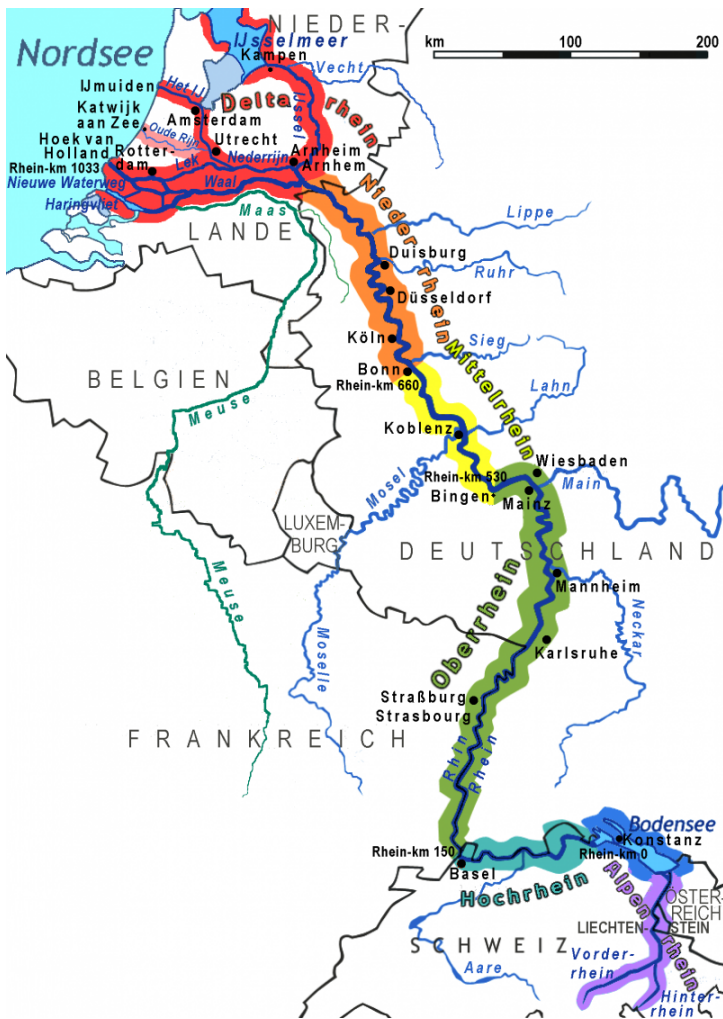 NIEDER-
Nordsee
IJsselmeer
Kampen
Vecht
km
100
200
IJmuiden
Het IJ
Katwijk
aan Zee
Amsterdam
Delta rhein
IJssel
Oude Rijn
Utrecht
Hoek van
Holland
Rotter-
dam
Rhein-km 1033
Lek
Nederrijn
Arnheim
Arnhem
Nieuwe Waterweg
Waal
Haringvliet
Maas
LANDE
Nieder rhein
Lippe
Duisburg
Ruhr
Düsseldorf
Köln
Sieg
Mittelrhein
Bonn
Rhein-km 660
Lahn
BELGIEN
Meuse
Koblenz
Wiesbaden
Rhein-km 530
Bingen
Mainz
Main
Mosel
LUXEM-
BURG
DEUTSCHLAND
Meuse
Mannheim
Oberrhein
Neckar
Moselle
Karlsruhe
Straßburg
Strasbourg
FRANKREICH
Rhin
Rhein
Bodensee
Konstanz
Rhein-km 150
Rhein-km 0
Basel
Hochrhein
Alpen rhein
ÖSTER-
REICH
LIECHTEN-
STEIN
SCHWEIZ
Aare
Vorder-
rhein
Hinter-
rhein